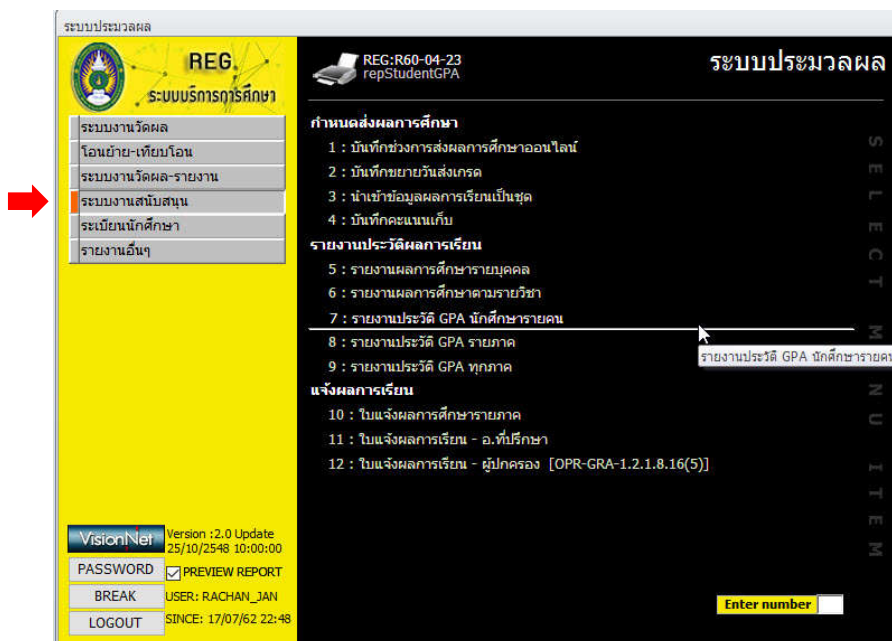 ระบบประมวลผล
REG.
ระบบบริการการศึกษา
ระบบงานวัดผล
โอนย้าย-เทียบโอน
ระบบงานวัดผล-รายงาน
ระบบงานสนับสนุน
ระเบียนนักศึกษา
รายงานอื่นๆ
VisionNet
Version :2.0 Update
25/10/2548 10:00:00
PASSWORD
PREVIEW REPORT
BREAK
USER: RACHAN_JAN
LOGOUT
SINCE: 17/07/62 22:48
REG:R60-04-23
repStudentGPA
ระบบประมวลผล
กำหนดส่งผลการศึกษา
1 : บันทึกช่วงการส่งผลการศึกษาออนไลน์
2 : บันทึกขยายวันส่งเกรด
3 : นำเข้าข้อมูลผลการเรียนเป็นชุด
4 : บันทึกคะแนนเก็บ
รายงานประวัติผลการเรียน
5 : รายงานผลการศึกษารายบุคคล
6 : รายงานผลการศึกษาตามรายวิชา
7 : รายงานประวัติ GPA นักศึกษารายคน
8 : รายงานประวัติ GPA รายภาค
9 : รายงานประวัติ GPA ทุกภาค
รายงานประวัติ GPA นักศึกษารายคน
แจ้งผลการเรียน
10 : ใบแจ้งผลการศึกษารายภาค
11 : ใบแจ้งผลการเรียน - อ.ที่ปรึกษา
12 : ใบแจ้งผลการเรียน - ผู้ปกครอง [OPR-GRA-1.2.1.8.16(5)]
Enter number
SELECT MENU ITEM